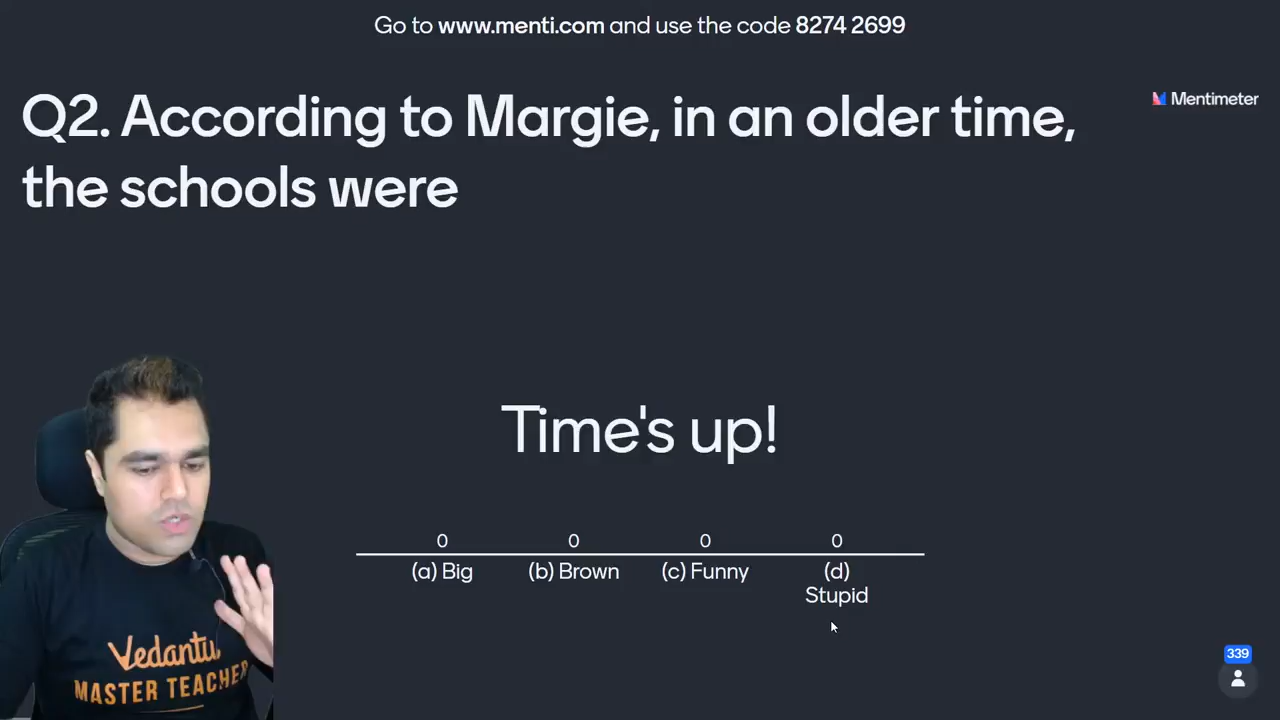 Go to www.menti.com and use the code 8274 2699
Mentimeter
Q2. According to Margie, in an older time,
the schools were
Time's up!
0 0 0 0
(a) Big (b) Brown (c) Funny (d)
Stupid
Vedantu
MASTER TEACHER
339